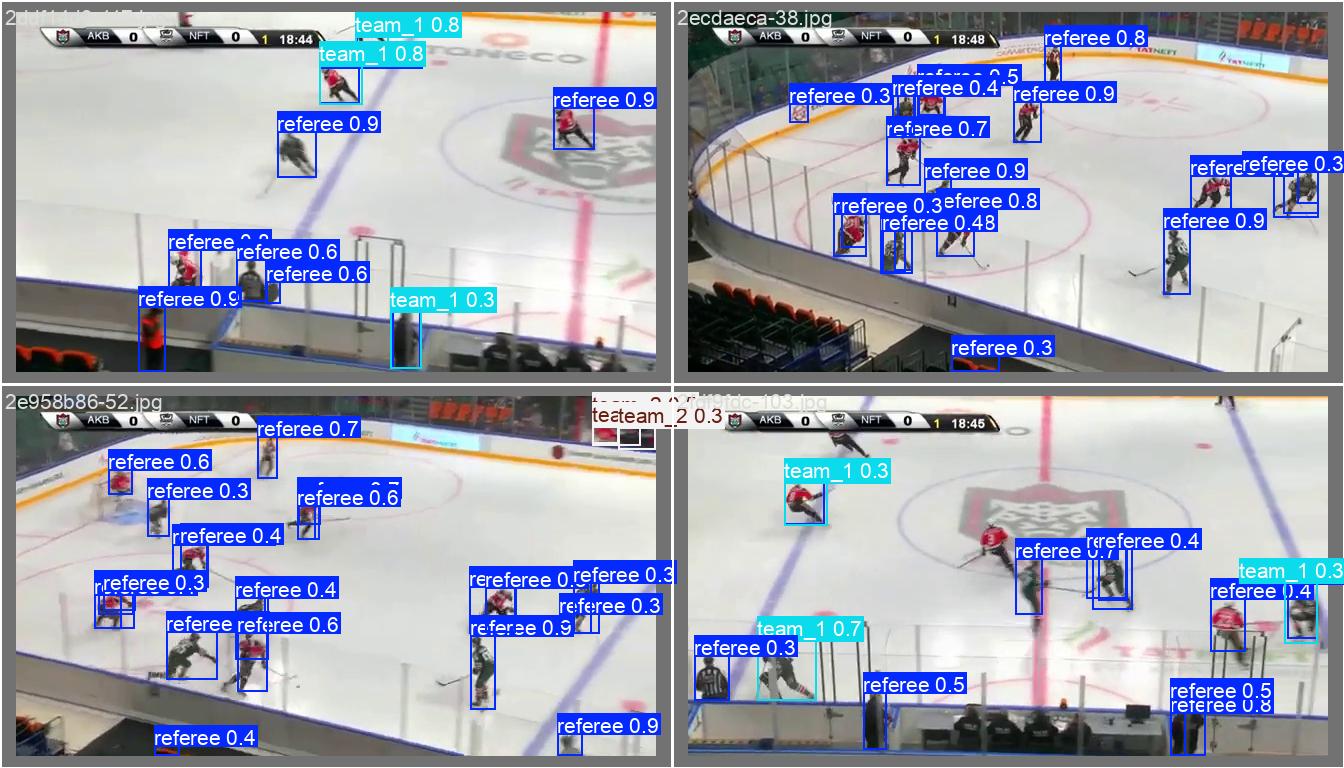 AKB 0 NFT 0 1 18:44
team_1 0.8
team_1 0.8
referee 0.9
referee 0.9
referee 0.6
referee 0.6
referee 0.9
team_1 0.3
2ecdaeca-38.jpg
AKB 0 NFT 0 1 18:48
referee 0.8
TATNEFT
referee 0.3
referee 0.4
referee 0.9
referee 0.7
referee 0.9
referee 0.3
referee 0.3
referee 0.9
referee 0.3
2e958b86-52.jpg
AKB 0 NFT 0
team_2 0.3
referee 0.7
referee 0.6
referee 0.3
referee 0.6
referee 0.4
referee 0.3
referee 0.4
referee 0.3
referee 0.3
referee 0.6
referee 0.9
referee 0.9
referee 0.4
AKB 0 NFT 0 1 18:45
team_1 0.3
referee 0.4
team_1 0.3
referee 0.4
team_1 0.7
referee 0.3
referee 0.5
referee 0.5
referee 0.8